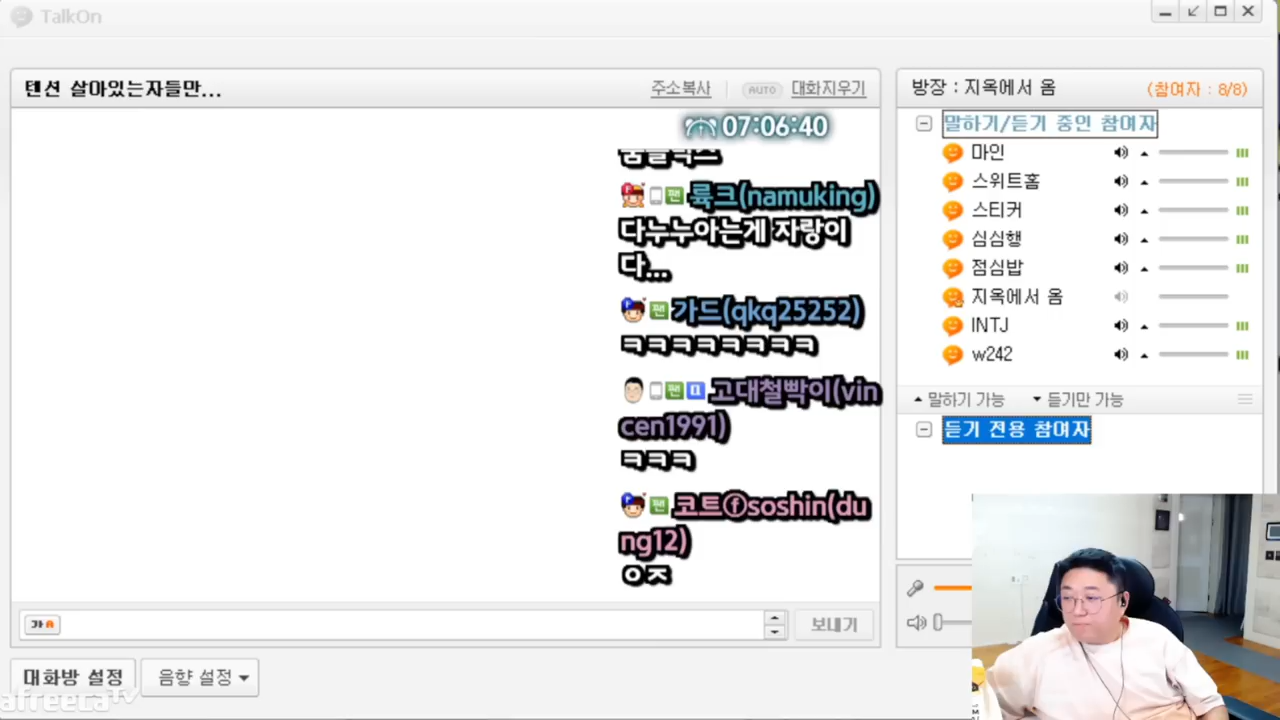 TalkOn
텐션 살아있는자들만...
주소복사
AUTO
대화지우기
07:06:40
륙크(namuking)
다누누아는게 자랑이
다...
가드(qkq25252)
ㅋㅋㅋㅋㅋㅋㅋㅋ
고대철빡이(vin
cen1991)
ㅋㅋㅋ
코트ⓕsoshin(du
ng12)
ㅇㅈ
가
보내기
대화방 설정
음향 설정
afreecaTV
방장 : 지옥에서 옴
(참여자 : 8/8)
말하기/듣기 중인 참여자
마인
스위트홈
스티커
심심행
점심밥
지옥에서 옴
INTJ
w242
말하기 가능
듣기만 가능
듣기 전용 참여자